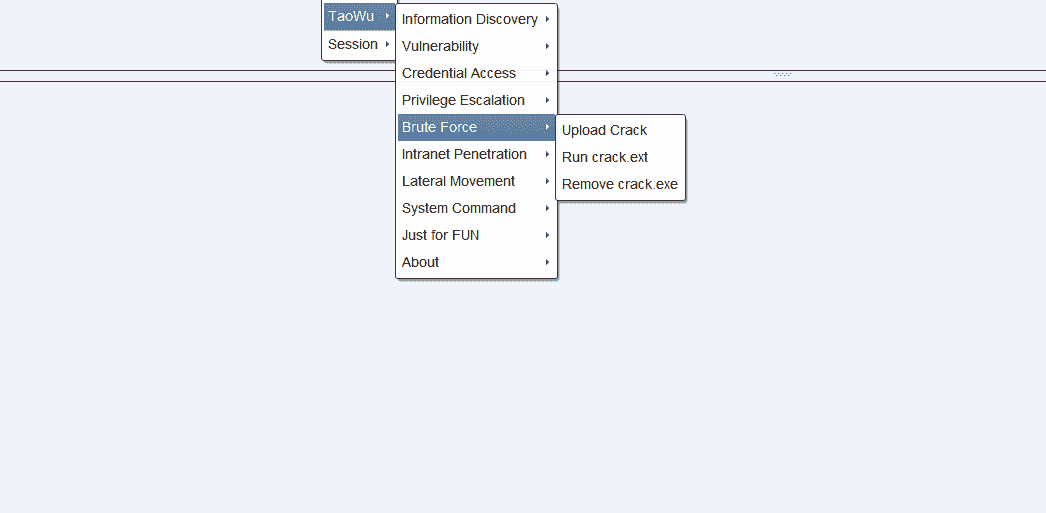 TaoWu
Session
Information Discovery
Vulnerability
Credential Access
Privilege Escalation
Brute Force
Intranet Penetration
Lateral Movement
System Command
Just for FUN
About
Upload Crack
Run crack.ext
Remove crack.exe